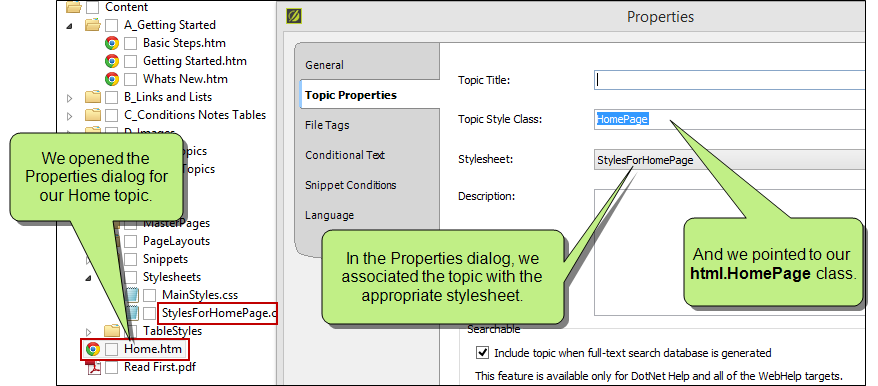 Content
A_Getting Started
Basic Steps.htm
Getting Started.htm
Whats New.htm
B_Links and Lists
C_Conditions Notes Tables
D_Images
opics
Topics
MasterPages
PageLayouts
Snippets
Stylesheets
MainStyles.css
StylesForHomePage.c
TableStyles
Home.htm
Read First.pdf
We opened the
Properties dialog for
our Home topic.
Properties
General
Topic Properties
File Tags
Conditional Text
Snippet Conditions
Language
Topic Title:
Topic Style Class:
HomePage
Stylesheet:
StylesForHomePage
Description:
In the Properties dialog, we
associated the topic with the
appropriate stylesheet.
And we pointed to our
html.HomePage class.
Searchable
Include topic when full-text search database is generated
This feature is available only for DotNet Help and all of the WebHelp targets.